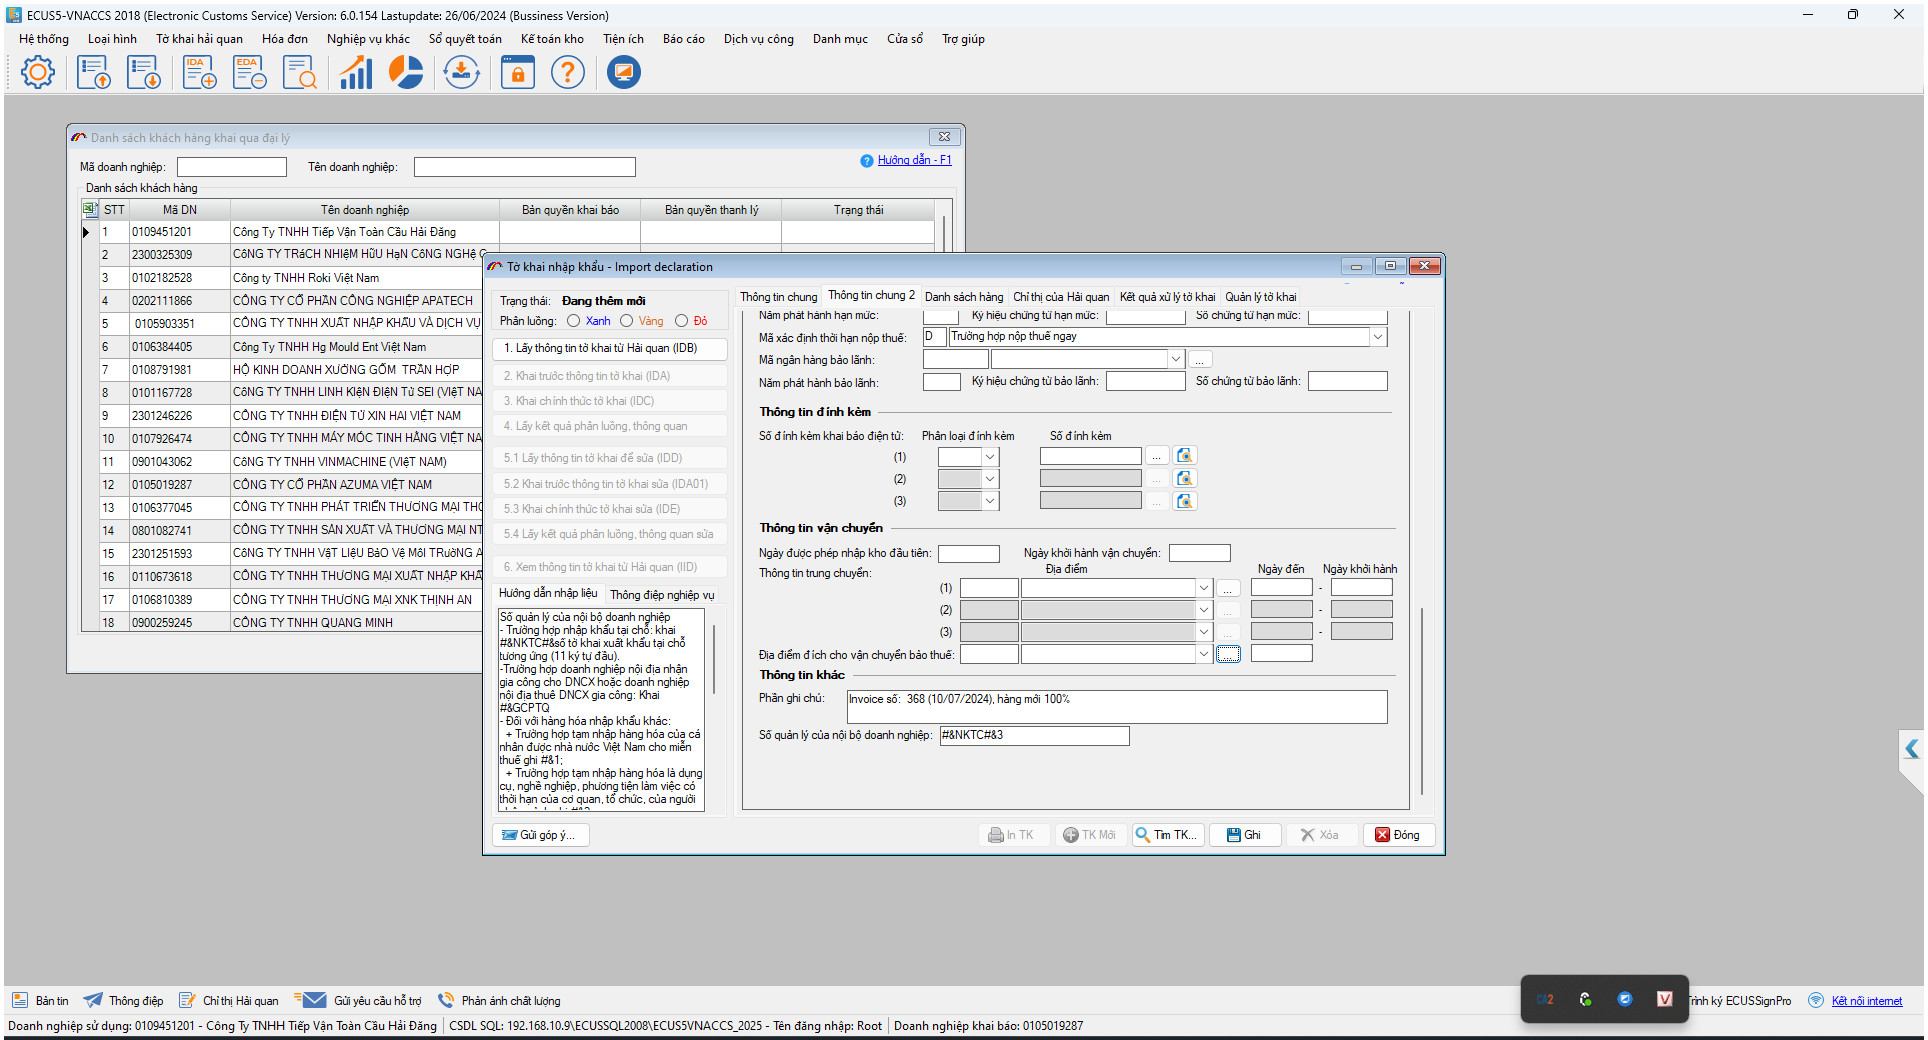 ECUS5-VNACCS 2018 (Electronic Customs Service) Version: 6.0.154 Lastupdate: 26/06/2024 (Bussiness Version)
Hệ thống Loại hình Tờ khai hải quan Hóa đơn Nghiệp vụ khác Sổ quyết toán Kế toán kho Tiện ích Báo cáo Dịch vụ công Danh mục Cửa sổ Trợ giúp
IDA EDA
Danh sách khách hàng khai qua đại lý
Mã doanh nghiệp: Tên doanh nghiệp: Hướng dẫn - F1
Danh sách khách hàng
STT Mã DN Tên doanh nghiệp Bản quyền khai báo Bản quyền thanh lý Trạng thái
1 0109451201 Công Ty TNHH Tiếp Vận Toàn Cầu Hải Đăng
2 2300325309 CôNG TY TRáCH NHIệM HữU HạN CôNG NGHệ
3 0102182528 Công ty TNHH Roki Việt Nam
4 0202111866 CÔNG TY CỔ PHẦN CÔNG NGHIỆP APATECH
5 0105903351 CÔNG TY TNHH XUẤT NHẬP KHẨU VÀ DỊCH VỤ
6 0106384405 Công Ty TNHH Hg Mould Ent Việt Nam
7 0108791981 HỘ KINH DOANH XƯỞNG GỐM TRẦN HỢP
8 0101167728 CôNG TY TNHH LINH KIệN ĐIệN Tử SEI (VIệT NA
9 2301246226 CÔNG TY TNHH ĐIỆN TỬ XIN HAI VIỆT NAM
10 0107926474 CÔNG TY TNHH MÁY MÓC TINH HẰNG VIỆT NA
11 0901043062 CôNG TY TNHH VINMACHINE (VIệT NAM)
12 0105019287 CÔNG TY CỔ PHẦN AZUMA VIỆT NAM
13 0106377045 CÔNG TY TNHH PHÁT TRIỂN THƯƠNG MẠI
14 0801082741 CÔNG TY TNHH SẢN XUẤT VÀ THƯƠNG MẠI NT
15 2301251593 CôNG TY TNHH VậT LIệU BảO Vệ MôI TRườNG A
16 0110673618 CÔNG TY TNHH THƯƠNG MẠI XUẤT NHẬP KHẨ
17 0106810389 CÔNG TY TNHH THƯƠNG MẠI XNK THỊNH AN
18 0900259245 CÔNG TY TNHH QUANG MINH
Tờ khai nhập khẩu - Import declaration
Trạng thái: Đang thêm mới
Phân luồng: Xanh Vàng Đỏ
1. Lấy thông tin tờ khai từ Hải quan (IDB)
2. Khai trước thông tin tờ khai (IDA)
3. Khai chính thức tờ khai (IDC)
4. Lấy kết quả phân luồng, thông quan
5.1 Lấy thông tin tờ khai để sửa (IDD)
5.2 Khai trước thông tin tờ khai sửa (IDA01)
5.3 Khai chính thức tờ khai sửa (IDE)
5.4 Lấy kết quả phân luồng, thông quan sửa
6. Xem thông tin tờ khai từ Hải quan (IID)
Hướng dẫn nhập liệu Thông điệp nghiệp vụ
Số quản lý của nội bộ doanh nghiệp
- Trường hợp nhập khẩu tại chỗ: khai
#&NKTC#&số tờ khai xuất khẩu tại chỗ
tương ứng (11 ký tự đầu).
-Trường hợp doanh nghiệp nội địa nhận
gia công cho DNCX hoặc doanh nghiệp
nội địa thuê DNCX gia công: Khai
#&GCPTQ
- Đối với hàng hóa nhập khẩu khác:
+ Trường hợp tạm nhập hàng hóa của cá
nhân được nhà nước Việt Nam cho miễn
thuế ghi #&1;
+ Trường hợp tạm nhập hàng hóa là dụng
cụ, nghề nghiệp, phương tiện làm việc có
thời hạn của cơ quan, tổ chức, của người
Gửi góp ý...
Thông tin chung Thông tin chung 2 Danh sách hàng Chỉ thị của Hải quan Kết quả xử lý tờ khai Quản lý tờ khai
Năm phát hành hạn mức: Ký hiệu chứng từ hạn mức: Số chứng từ hạn mức:
Mã xác định thời hạn nộp thuế: D Trường hợp nộp thuế ngay
Mã ngân hàng bảo lãnh: ...
Năm phát hành bảo lãnh: Ký hiệu chứng từ bảo lãnh: Số chứng từ bảo lãnh:
Thông tin đính kèm
Số đính kèm khai báo điện tử: Phân loại đính kèm Số đính kèm
(1) ...
(2) ...
(3) ...
Thông tin vận chuyển
Ngày được phép nhập kho đầu tiên: Ngày khởi hành vận chuyển:
Thông tin trung chuyển: Địa điểm Ngày đến Ngày khởi hành
(1) ... -
(2) ... -
(3) ... -
Địa điểm đích cho vận chuyển bảo thuế: ...
Thông tin khác
Phần ghi chú: Invoice số: 368 (10/07/2024), hàng mới 100%
Số quản lý của nội bộ doanh nghiệp: #&NKTC#&3
In TK TK Mới Tìm TK... Ghi Xóa Đóng
Bản tin Thông điệp Chỉ thị Hải quan Gửi yêu cầu hỗ trợ Phản ánh chất lượng CA2 V Trình ký ECUSSignPro Kết nối internet
Doanh nghiệp sử dụng: 0109451201 - Công Ty TNHH Tiếp Vận Toàn Cầu Hải Đăng CSDL SQL: 192.168.10.9\ECUSSQL2008\ECUS5VNACCS_2025 - Tên đăng nhập: Root Doanh nghiệp khai báo: 0105019287